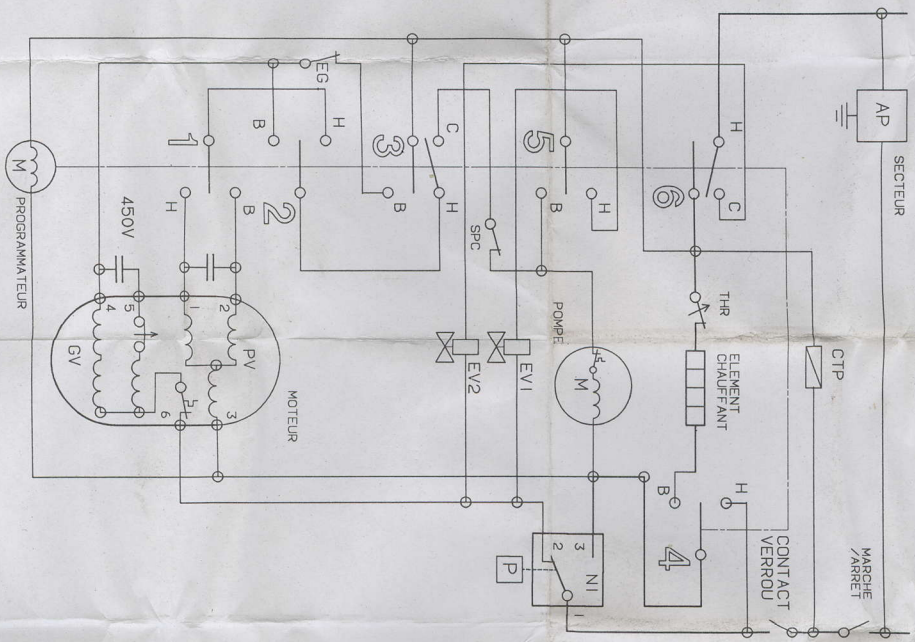 AP
SECTEUR
H
C
6
THR
ELEMENT
CHAUFFANT
CTP
B
H
4
CONTACT
VERROU
MARCHE
/ARRET
5
H
B
POMPE
M
EV1
EV2
3
2
N1
1
P
C
3
H
B
SPC
EG
H
B
2
1
H
B
M
PROGRAMMATEUR
450V
4
5
1
2
GV
PV
6
3
MOTEUR